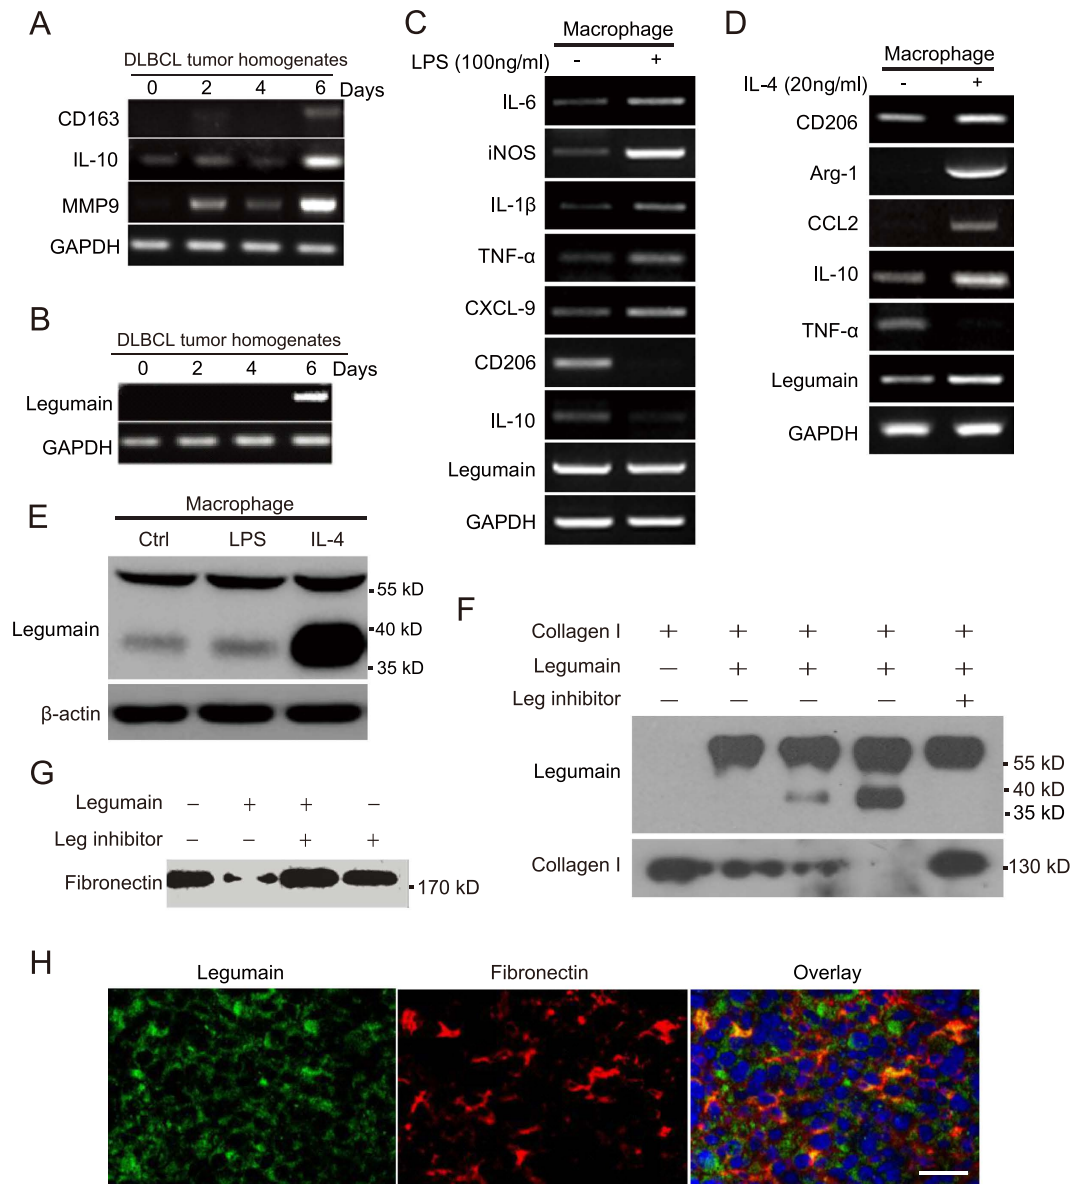 A
DLBCL tumor homogenates
0 2 4 6 Days
CD163
IL-10
MMP9
GAPDH
B
DLBCL tumor homogenates
0 2 4 6 Days
Legumain
GAPDH
C
Macrophage
LPS (100ng/ml) - +
IL-6
iNOS
IL-1β
TNF-α
CXCL-9
CD206
IL-10
Legumain
GAPDH
D
Macrophage
IL-4 (20ng/ml) - +
CD206
Arg-1
CCL2
IL-10
TNF-α
Legumain
GAPDH
E
Macrophage
Ctrl LPS IL-4
55 kD
Legumain
40 kD
35 kD
β-actin
F
Collagen I + + + + +
Legumain — + + + +
Leg inhibitor — — — — +
Legumain
55 kD
40 kD
35 kD
Collagen I
130 kD
G
Legumain – + + –
Leg inhibitor – – + +
Fibronectin
170 kD
H
Legumain Fibronectin Overlay